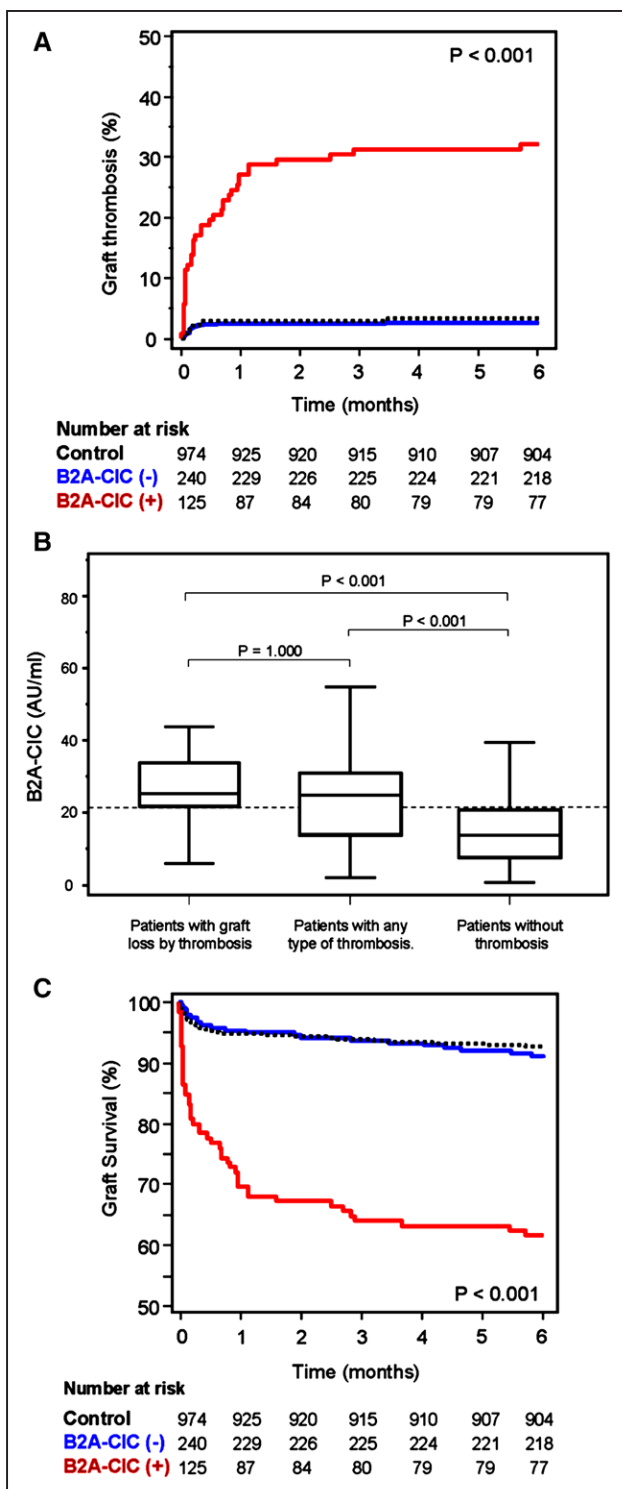 A
P < 0.001
50
40
30
20
10
0
Graft thrombosis (%)
0 1 2 3 4 5 6
Time (months)
Number at risk
Control 974 925 920 915 910 907 904
B2A-CIC (-) 240 229 226 225 224 221 218
B2A-CIC (+) 125 87 84 80 79 79 77
B
P < 0.001
P < 0.001
P = 1.000
80
60
40
20
0
B2A-CIC (AU/ml)
Patients with graft
loss by thrombosis
Patients with any
type of thrombosis.
Patients without
thrombosis
C
100
90
80
70
60
50
Graft Survival (%)
P < 0.001
0 1 2 3 4 5 6
Time (months)
Number at risk
Control 974 925 920 915 910 907 904
B2A-CIC (-) 240 229 226 225 224 221 218
B2A-CIC (+) 125 87 84 80 79 79 77